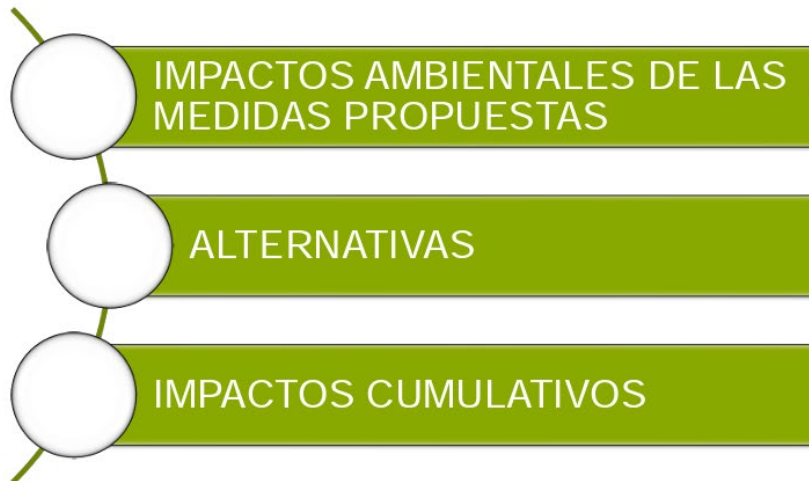 IMPACTOS AMBIENTALES DE LAS
MEDIDAS PROPUESTAS
ALTERNATIVAS
IMPACTOS CUMULATIVOS